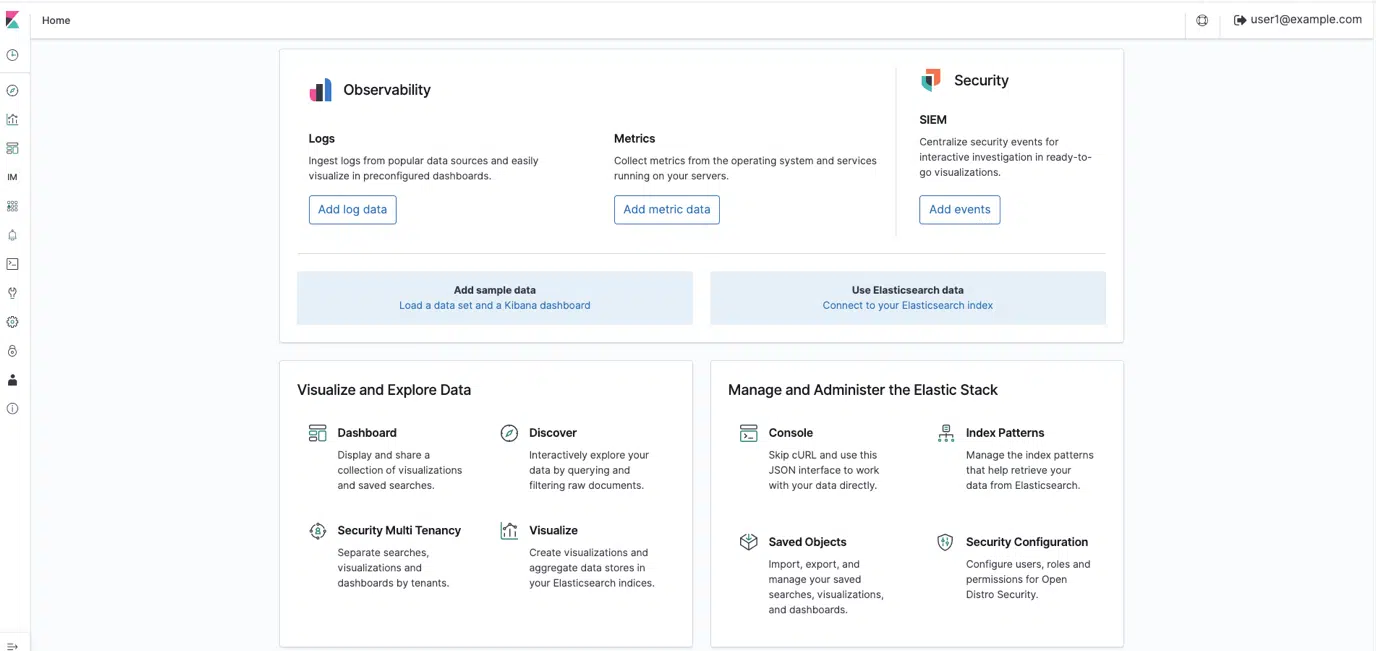 Home
user1@example.com
Observability
Security
Logs
Ingest logs from popular data sources and easily
visualize in preconfigured dashboards.
Add log data
Metrics
Collect metrics from the operating system and services
running on your servers.
Add metric data
SIEM
Centralize security events for
interactive investigation in ready-to-
go visualizations.
Add events
Add sample data
Load a data set and a Kibana dashboard
Use Elasticsearch data
Connect to your Elasticsearch index
IM
Visualize and Explore Data
Dashboard
Display and share a
collection of visualizations
and saved searches.
Discover
Interactively explore your
data by querying and
filtering raw documents.
Security Multi Tenancy
Separate searches,
visualizations and
dashboards by tenants.
Visualize
Create visualizations and
aggregate data stores in
your Elasticsearch indices.
Manage and Administer the Elastic Stack
Console
Skip cURL and use this
JSON interface to work
with your data directly.
Index Patterns
Manage the index patterns
that help retrieve your
data from Elasticsearch.
Saved Objects
Import, export, and
manage your saved
searches, visualizations,
and dashboards.
Security Configuration
Configure users, roles and
permissions for Open
Distro Security.